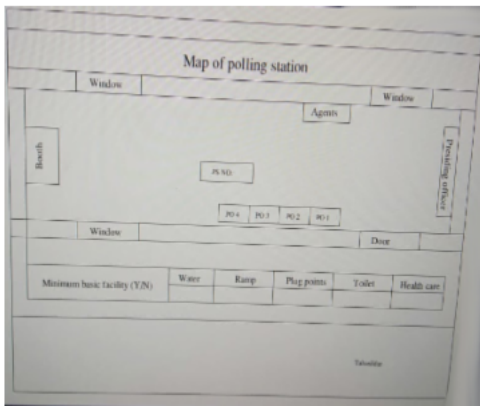 Map of polling station
Window Window
Agents
Booth
Presiding officer
PS NO.
PO 4 PO 3 PO 2 PO 1
Window Door
Minimum basic facility (Y/N) Water Ramp Plug points Toilet Health care
Tahsildar